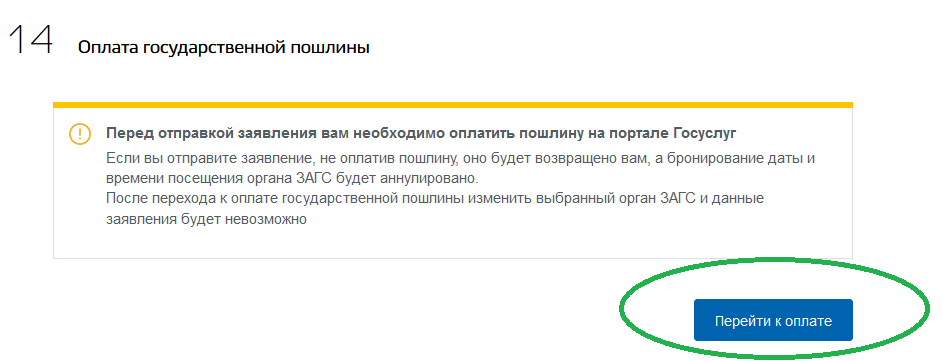 14 Оплата государственной пошлины
Перед отправкой заявления вам необходимо оплатить пошлину на портале Госуслуг
Если вы отправите заявление, не оплатив пошлину, оно будет возвращено вам, а бронирование даты и
времени посещения органа ЗАГС будет аннулировано.
После перехода к оплате государственной пошлины изменить выбранный орган ЗАГС и данные
заявления будет невозможно
Перейти к оплате